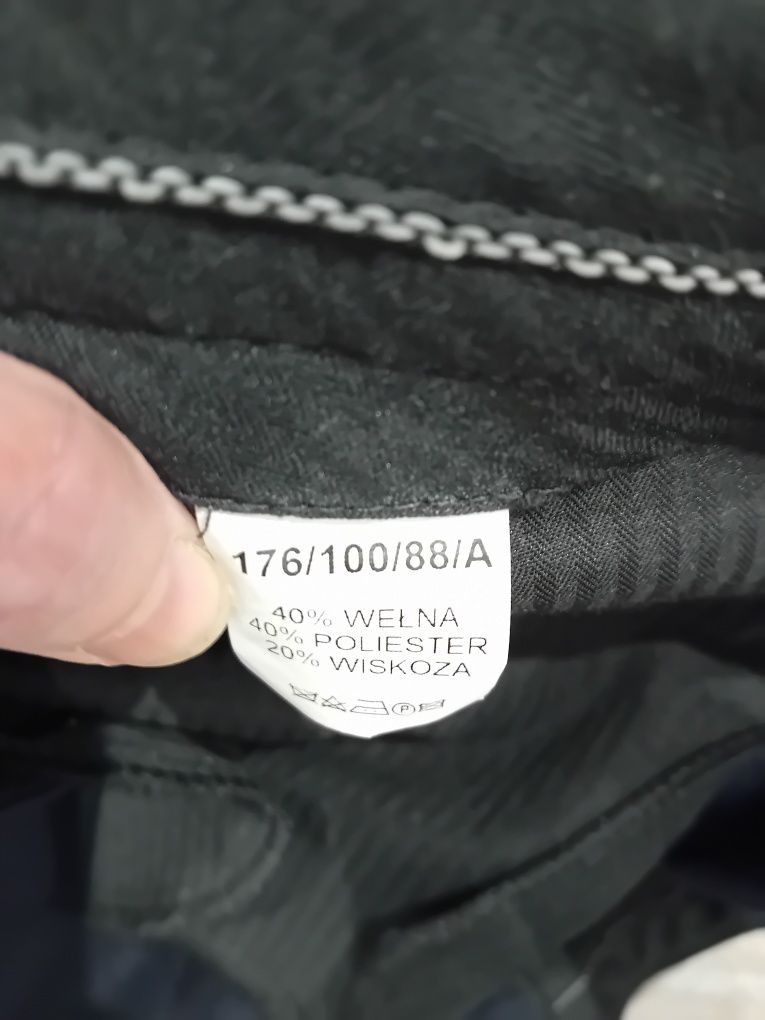 176/100/88/A
40% WEŁNA
40% POLIESTER
20% WISKOZA
P